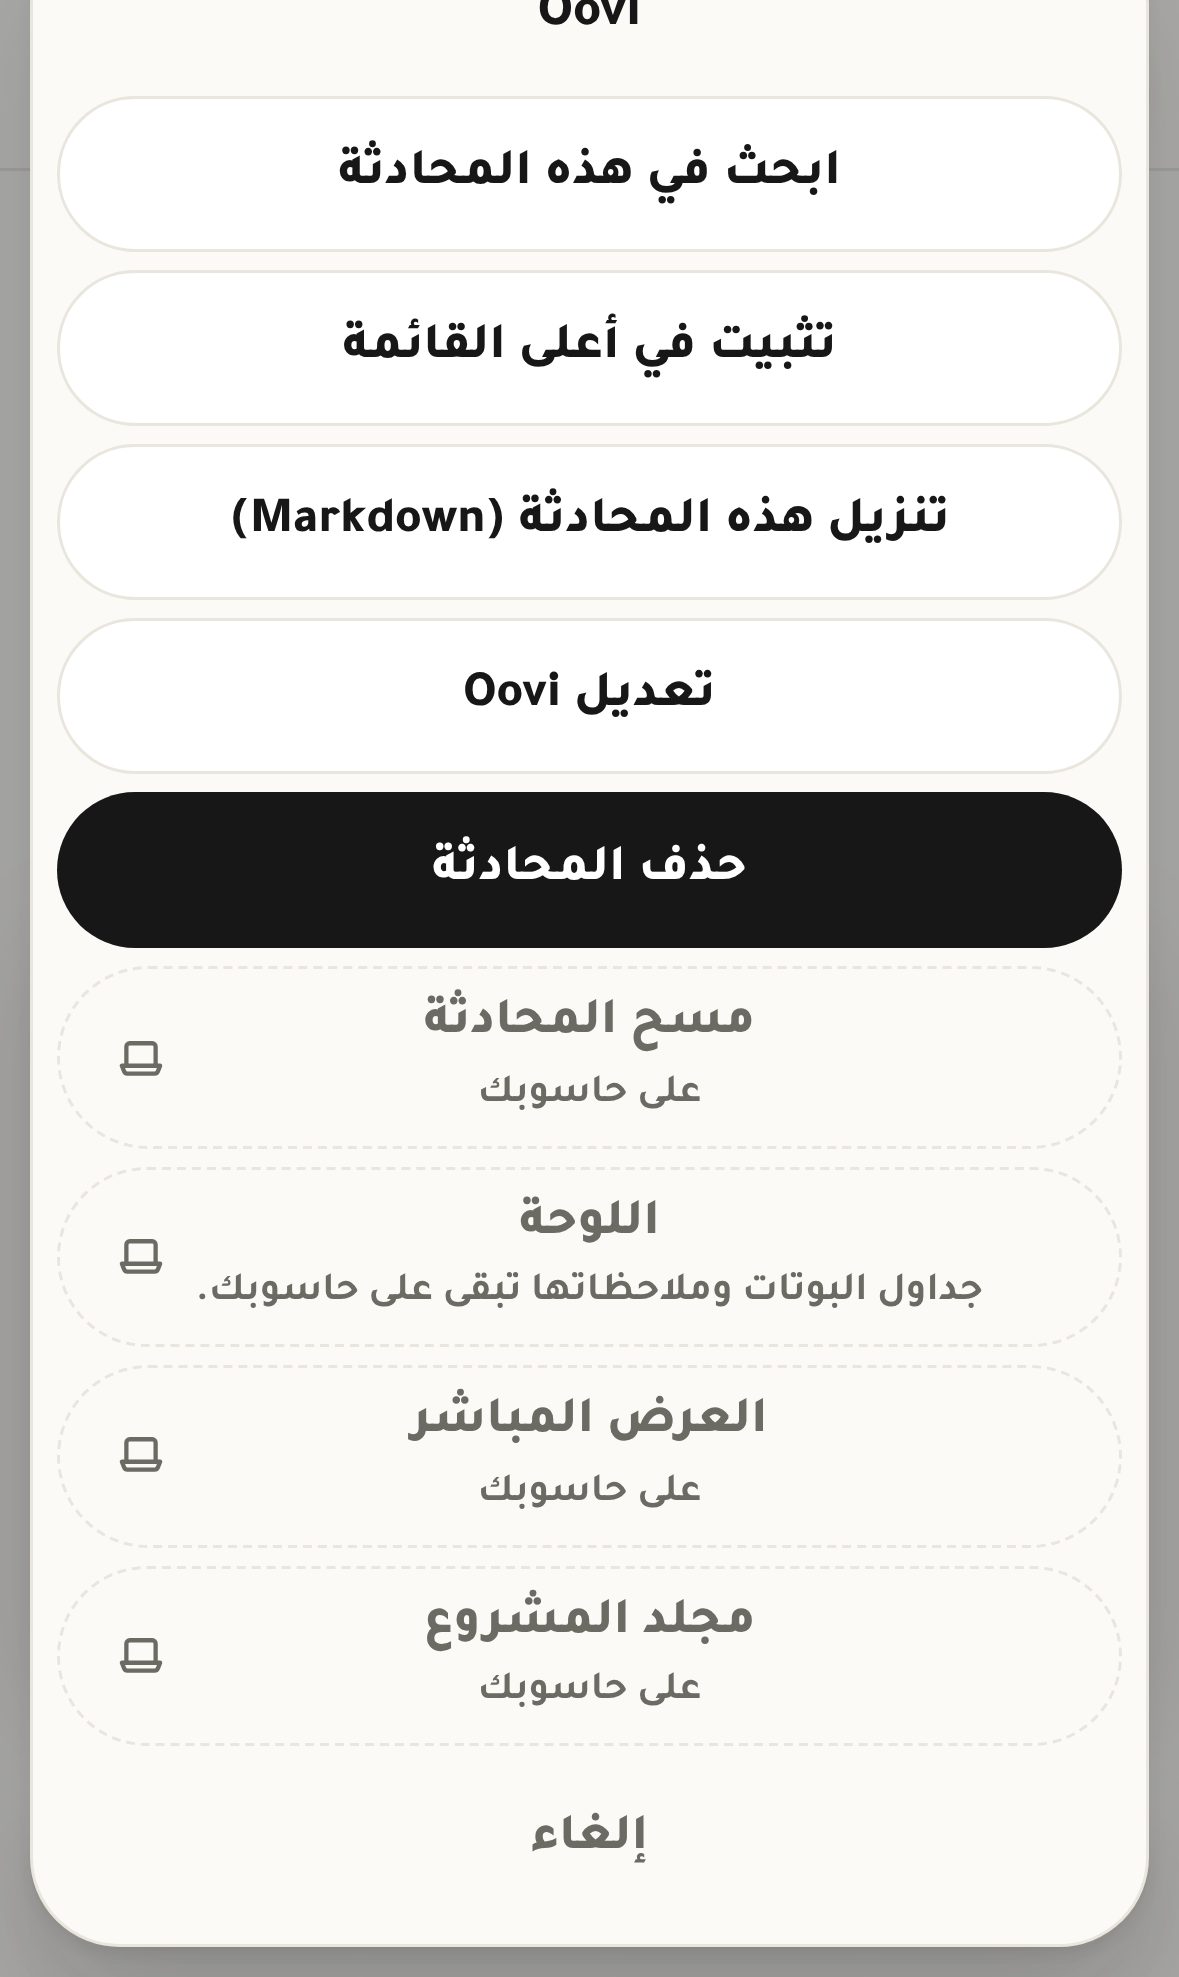 Oovi
ابحث في هذه المحادثة
تثبيت في أعلى القائمة
تنزيل هذه المحادثة (Markdown)
تعديل Oovi
حذف المحادثة
مسح المحادثة
على حاسوبك
اللوحة
جداول البوتات وملاحظاتها تبقى على حاسوبك.
العرض المباشر
على حاسوبك
مجلد المشروع
على حاسوبك
إلغاء